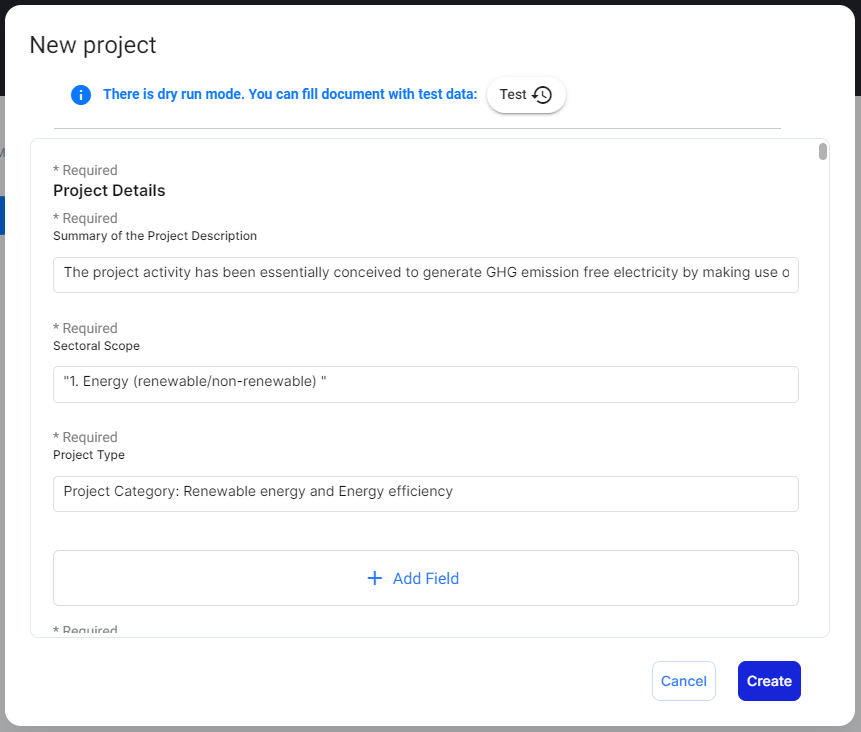 New project
There is dry run mode. You can fill document with test data: Test
* Required
Project Details
* Required
Summary of the Project Description
The project activity has been essentially conceived to generate GHG emission free electricity by making use o
* Required
Sectoral Scope
"1. Energy (renewable/non-renewable) "
* Required
Project Type
Project Category: Renewable energy and Energy efficiency
+ Add Field
* Required
Cancel Create